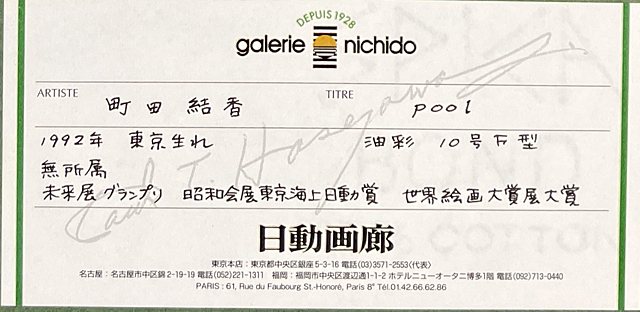 DEPUIS 1928
galerie nichido
ARTISTE 町田 結香 TITRE pool
1992年 東京生れ 油彩 10号F型
無所属
未来展グランプリ 昭和会展東京海上日動賞 世界絵画大賞展大賞
日動画廊
東京本店：東京都中央区銀座5-3-16 電話(03)3571-2553〈代表〉
名古屋：名古屋市中区錦2-19-19 電話(052)221-1311 福岡：福岡市中央区渡辺通1-1-2 ホテルニューオータニ博多1階 電話(092)713-0440
PARIS : 61, Rue du Faubourg St.-Honoré, Paris 8e Tél.01.42.66.62.86